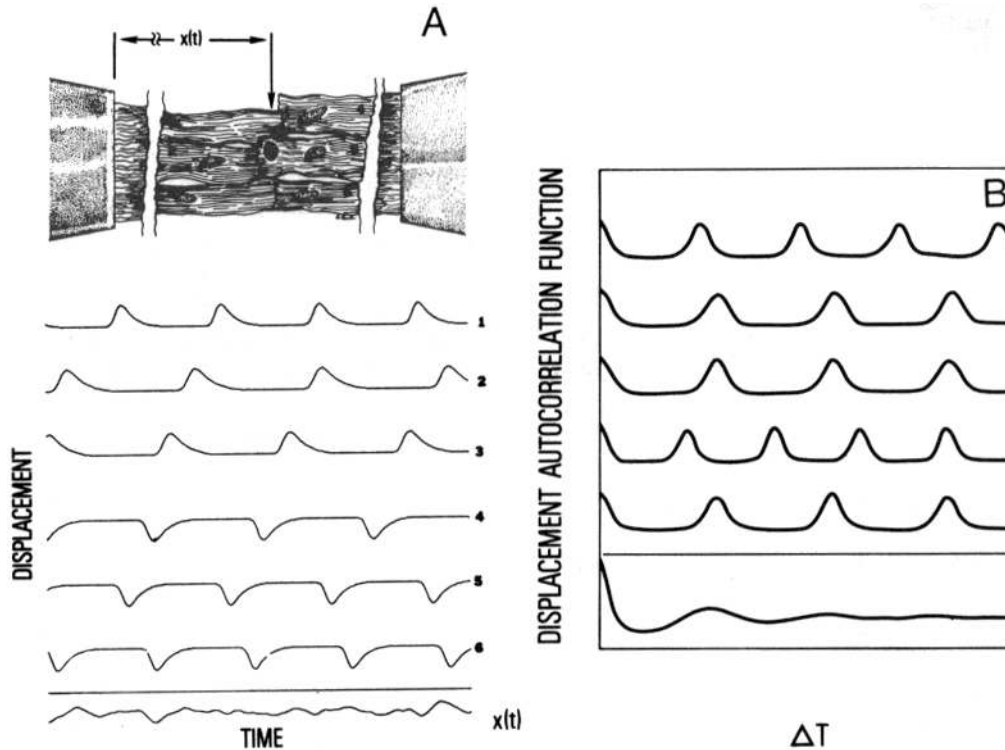 A
x(t)
1
2
3
4
5
6
DISPLACEMENT
TIME
x(t)
B
DISPLACEMENT AUTOCORRELATION FUNCTION
ΔT